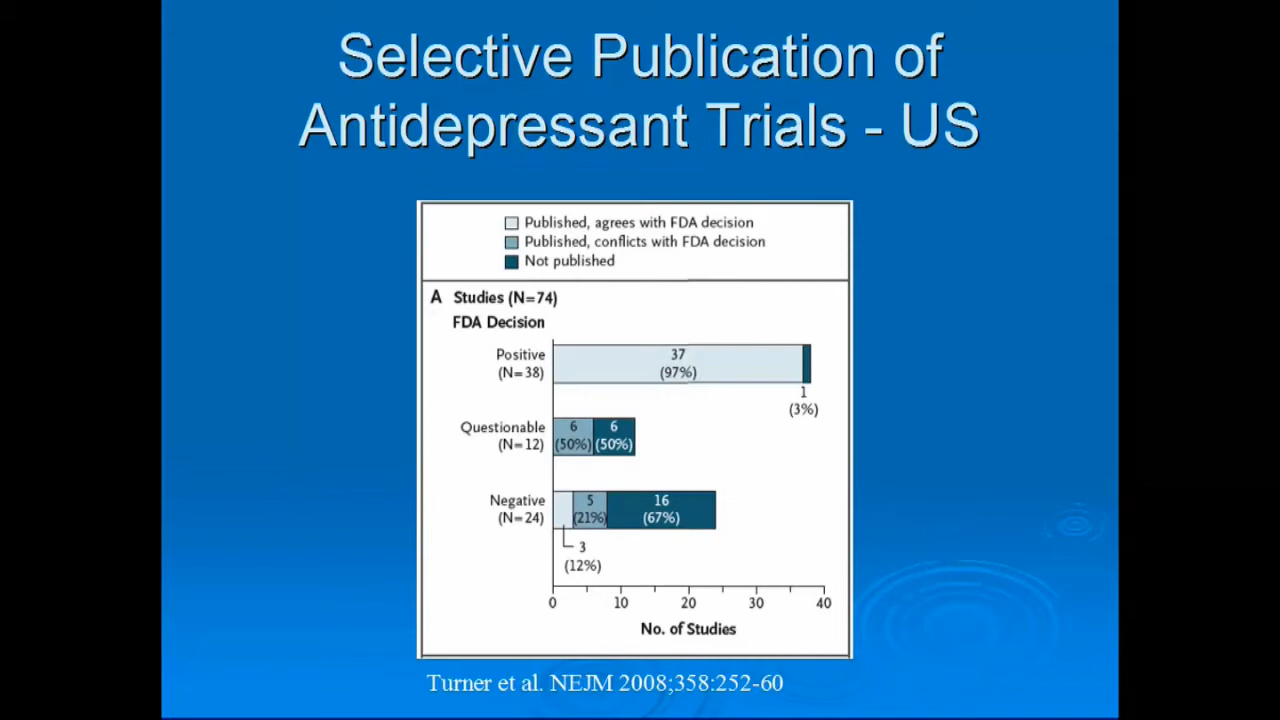 Selective Publication of
Antidepressant Trials - US
Published, agrees with FDA decision
Published, conflicts with FDA decision
Not published
A Studies (N=74)
FDA Decision
Positive
(N=38)
37
(97%)
1
(3%)
Questionable
(N=12)
6
(50%)
6
(50%)
Negative
(N=24)
5
(21%)
16
(67%)
3
(12%)
0 10 20 30 40
No. of Studies
Turner et al. NEJM 2008;358:252-60